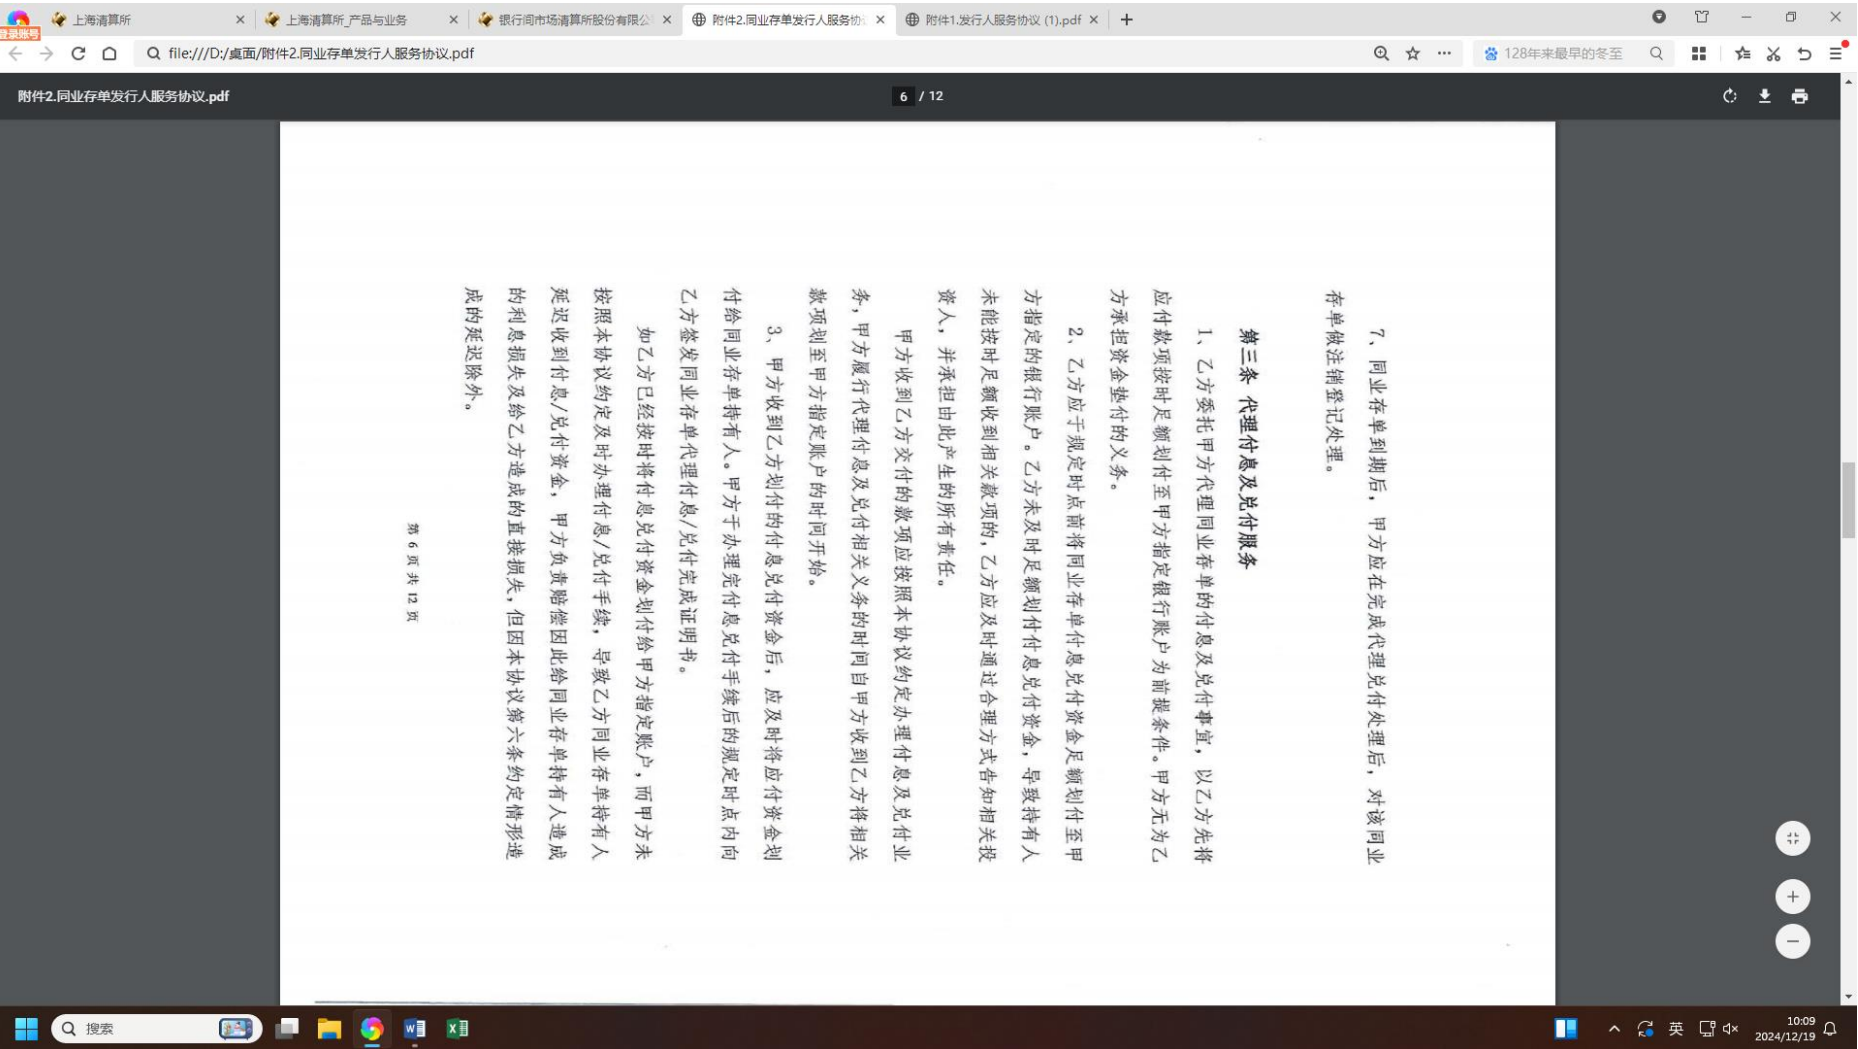 上海清算所
上海清算所_产品与业务
银行间市场清算所股份有限公
附件2.同业存单发行人服务协
附件1.发行人服务协议 (1).pdf
登录账号
file:///D:/桌面/附件2.同业存单发行人服务协议.pdf
128年来最早的冬至
附件2.同业存单发行人服务协议.pdf
6 / 12
7、同业存单到期后，甲方应在完成代理兑付处理后，对该同业
存单做注销登记处理。
第三条 代理付息及兑付服务
1、乙方委托甲方代理同业存单的付息及兑付事宜，以乙方先将
应付款项按时足额划付至甲方指定银行账户为前提条件。甲方无为乙
方承担资金垫付的义务。
2、乙方应于规定时点前将同业存单付息兑付资金足额划付至甲
方指定的银行账户。乙方未及时足额划付付息兑付资金，导致持有人
未能按时足额收到相关款项的，乙方应及时通过合理方式告知相关投
资人，并承担由此产生的所有责任。
甲方收到乙方交付的款项应按照本协议约定办理付息及兑付业
务，甲方履行代理付息及兑付相关义务的时间自甲方收到乙方将相关
款项划至甲方指定账户的时间开始。
3、甲方收到乙方划付的付息兑付资金后，应及时将应付资金划
付给同业存单持有人。甲方于办理完付息兑付手续后的规定时点内向
乙方签发同业存单代理付息/兑付完成证明书。
如乙方已经按时将付息兑付资金划付给甲方指定账户，而甲方未
按照本协议约定及时办理付息/兑付手续，导致乙方同业存单持有人
延迟收到付息/兑付资金，甲方负责赔偿因此给同业存单持有人造成
的利息损失及给乙方造成的直接损失，但因本协议第六条约定情形造
成的延迟除外。
第 6 页 共 12 页
搜索
英
10:09
2024/12/19